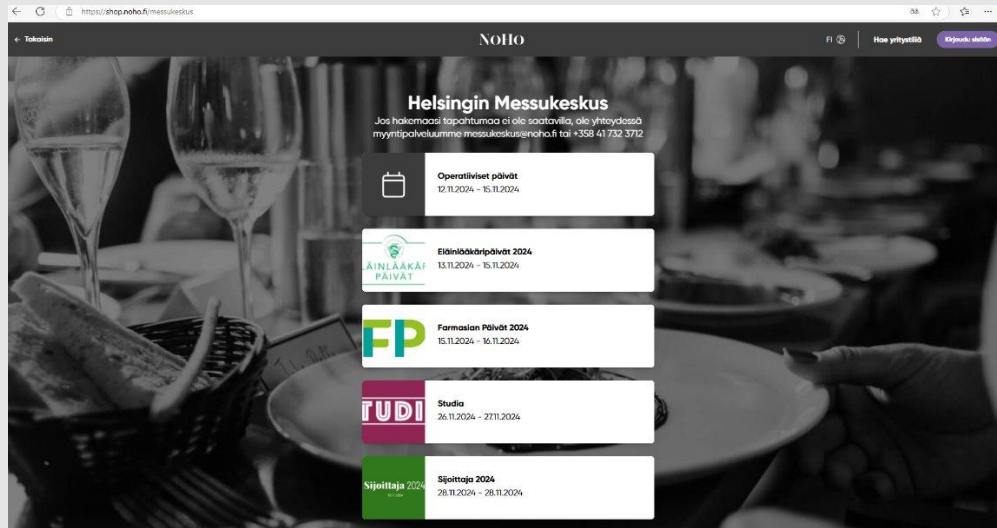 https://shop.noho.fi/messukeskus
← Takaisin
NoHo
FI
Hae yritystiliä
Kirjaudu sisään
Helsingin Messukeskus
Jos hakemaasi tapahtumaa ei ole saatavilla, ole yhteydessä
myyntipalveluumme messukeskus@noho.fi tai +358 41 732 3712
Operatiiviset päivät
12.11.2024 - 15.11.2024
LÄINLÄÄKÄR
PÄIVÄT
Eläinlääkäripäivät 2024
13.11.2024 - 15.11.2024
FP
Farmasian Päivät 2024
15.11.2024 - 16.11.2024
TUDI
Studia
26.11.2024 - 27.11.2024
Sijoittaja 2024
Sijoittaja 2024
28.11.2024 - 28.11.2024